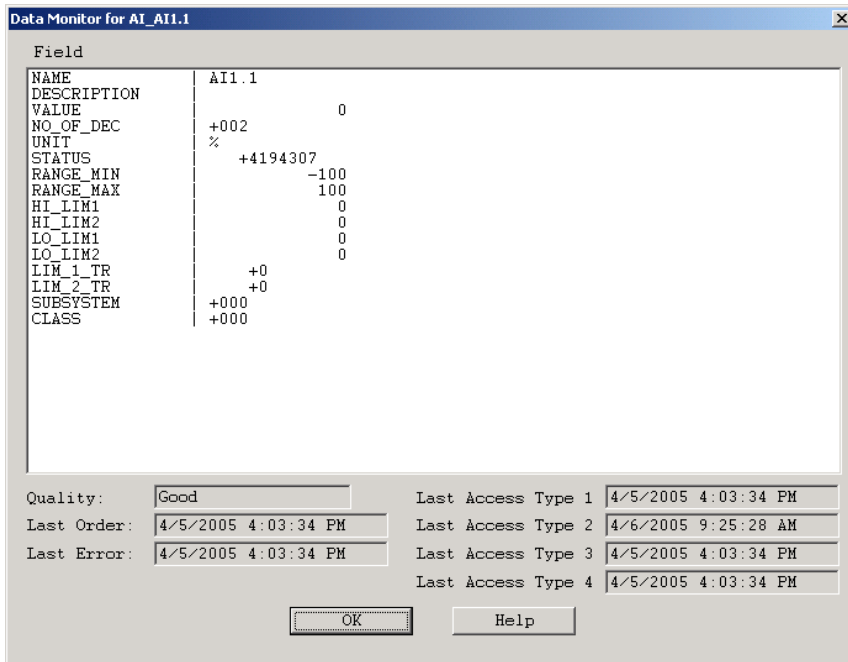 Data Monitor for AI_AI1.1
Field
NAME | AI1.1
DESCRIPTION |
VALUE | 0
NO_OF_DEC | +002
UNIT | %
STATUS | +4194307
RANGE_MIN | -100
RANGE_MAX | 100
HI_LIM1 | 0
HI_LIM2 | 0
LO_LIM1 | 0
LO_LIM2 | 0
LIM_1_TR | +0
LIM_2_TR | +0
SUBSYSTEM | +000
CLASS | +000
Quality: Good Last Access Type 1 4/5/2005 4:03:34 PM
Last Order: 4/5/2005 4:03:34 PM Last Access Type 2 4/6/2005 9:25:28 AM
Last Error: 4/5/2005 4:03:34 PM Last Access Type 3 4/5/2005 4:03:34 PM
Last Access Type 4 4/5/2005 4:03:34 PM
OK Help